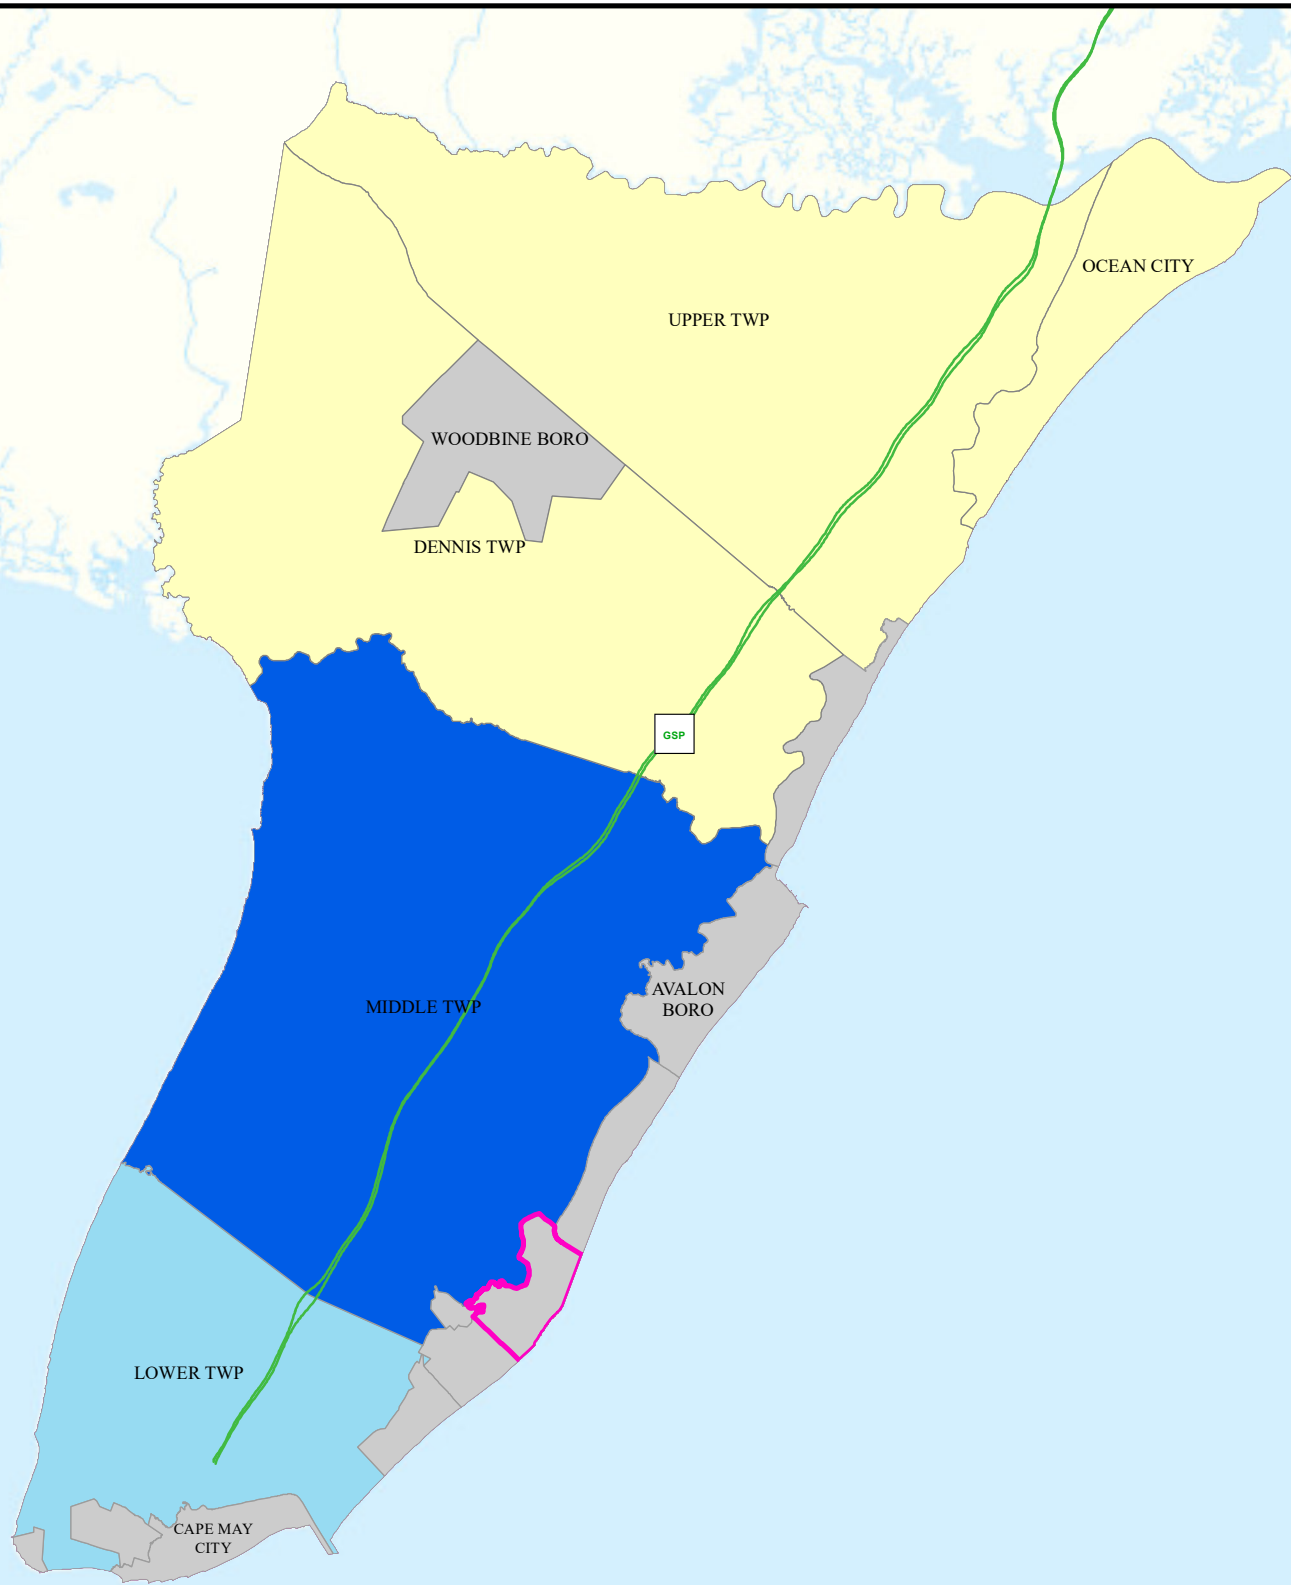 OCEAN CITY
UPPER TWP
WOODBINE BORO
DENNIS TWP
GSP
AVALON
BORO
MIDDLE TWP
LOWER TWP
CAPE MAY
CITY